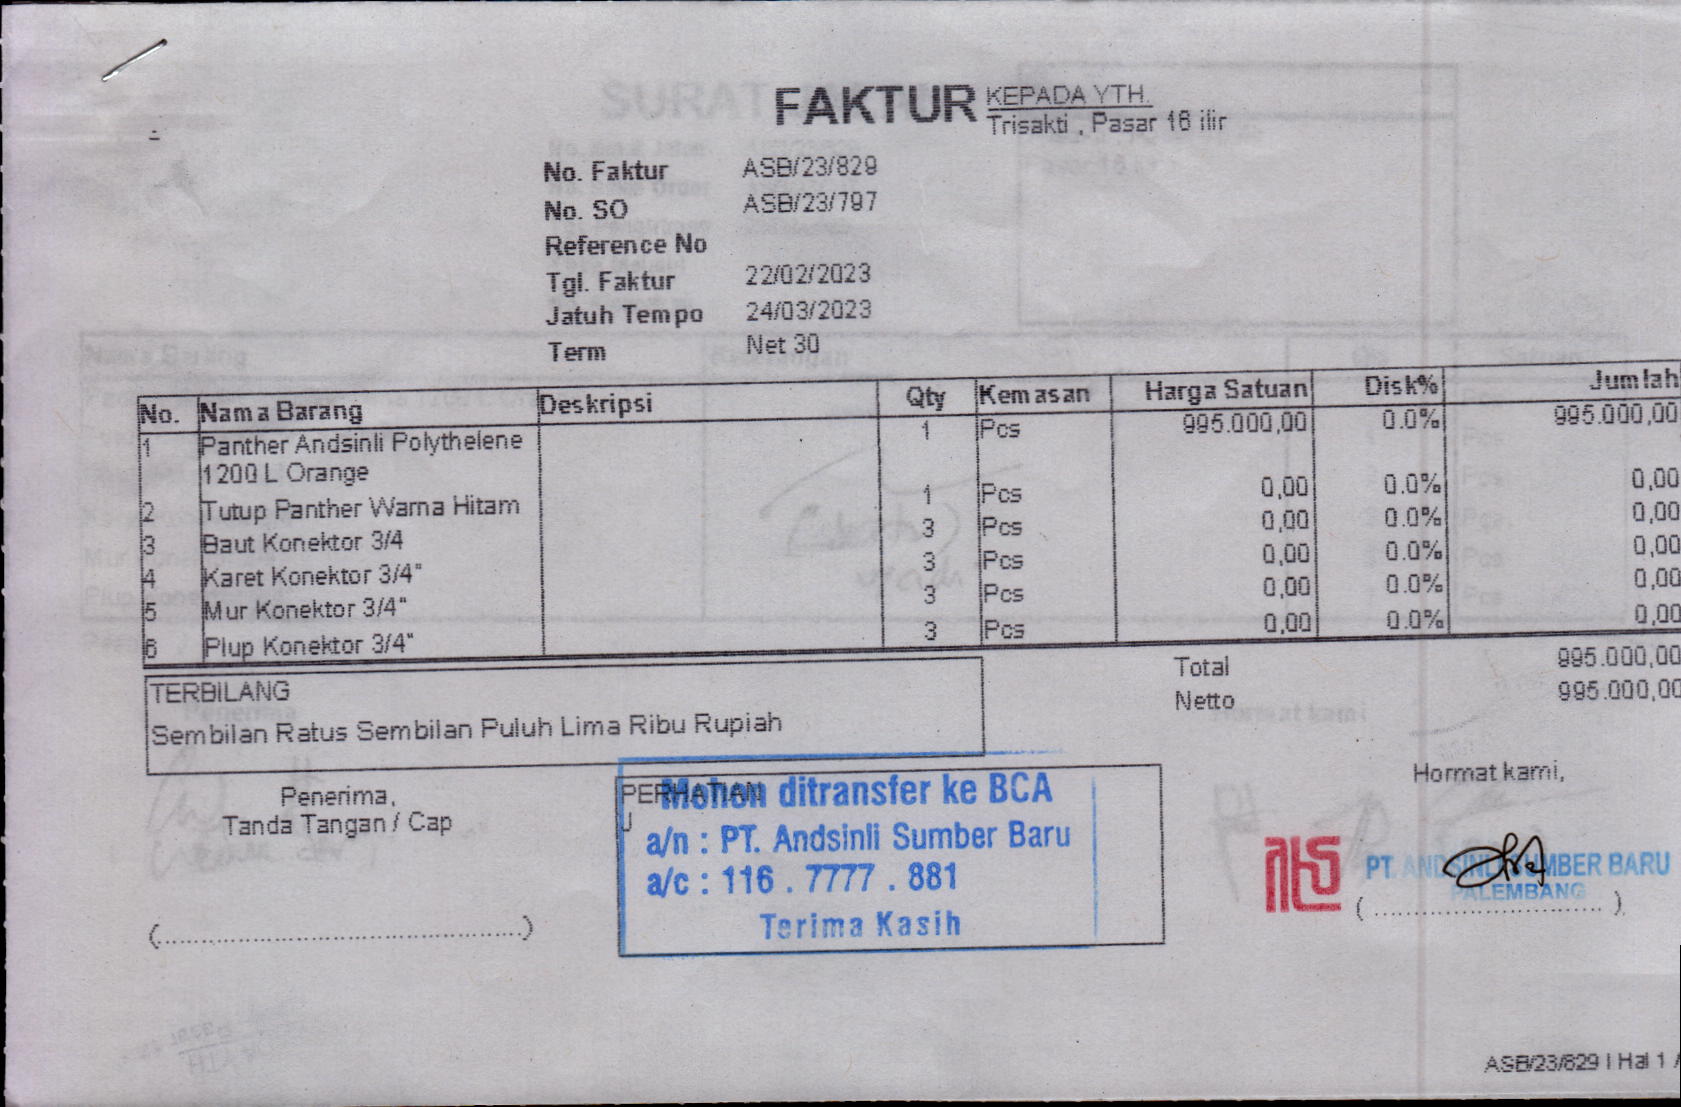 FAKTUR
KEPADA YTH.
Trisakti , Pasar 16 ilir
No. Faktur ASB/23/829
No. SO ASB/23/797
Reference No
Tgl. Faktur 22/02/2023
Jatuh Tempo 24/03/2023
Term Net 30
No. Nama Barang Deskripsi Qty Kemasan Harga Satuan Disk% Jumlah
1 Panther Andsinli Polythelene 1 Pcs 995.000,00 0.0% 995.000,00
1200 L Orange
2 Tutup Panther Warna Hitam 1 Pcs 0,00 0.0% 0,00
3 Baut Konektor 3/4 3 Pcs 0,00 0.0% 0,00
4 Karet Konektor 3/4" 3 Pcs 0,00 0.0% 0,00
5 Mur Konektor 3/4" 3 Pcs 0,00 0.0% 0,00
6 Plup Konektor 3/4" 3 Pcs 0,00 0.0% 0,00
Total 995.000,00
Netto 995.000,00
TERBILANG
Sembilan Ratus Sembilan Puluh Lima Ribu Rupiah
Penerima,
Tanda Tangan / Cap
(................................................)
PERHATIAN
Mohon ditransfer ke BCA
a/n : PT. Andsinli Sumber Baru
a/c : 116 . 7777 . 881
Terima Kasih
Hormat kami,
PT. ANDSINLI SUMBER BARU
PALEMBANG
( .............................. )
ASB/23/829 | Hal 1 /